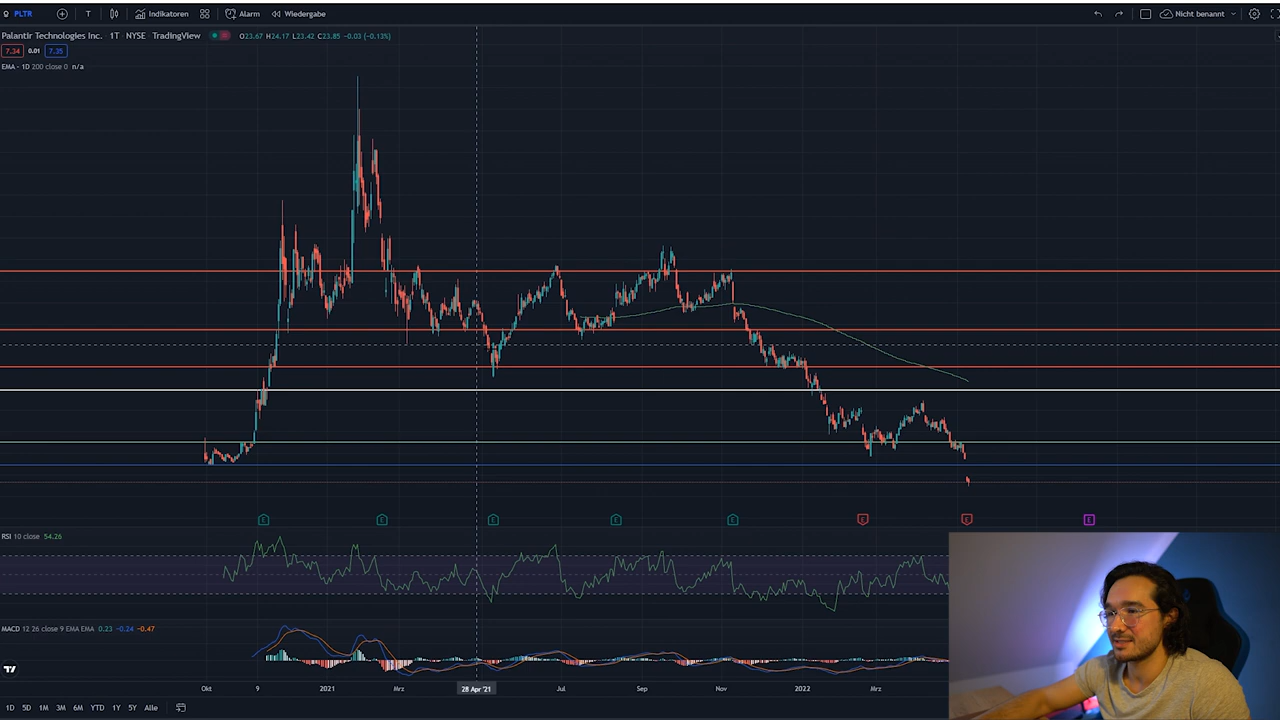 PLTR T Indikatoren Alarm Wiedergabe Nicht benannt
Palantir Technologies Inc. 1T NYSE TradingView O23.67 H24.17 L23.42 C23.85 −0.03 (−0.13%)
7.34 0.01 7.35
EMA - 1D 200 close 0 n/a
E E E E E E E E
RSI 10 close 54.26
MACD 12 26 close 9 EMA EMA 0.23 −0.24 −0.47
Okt 9 2021 Mrz 28 Apr '21 Jul Sep Nov 2022 Mrz
1D 5D 1M 3M 6M YTD 1Y 5Y Alle